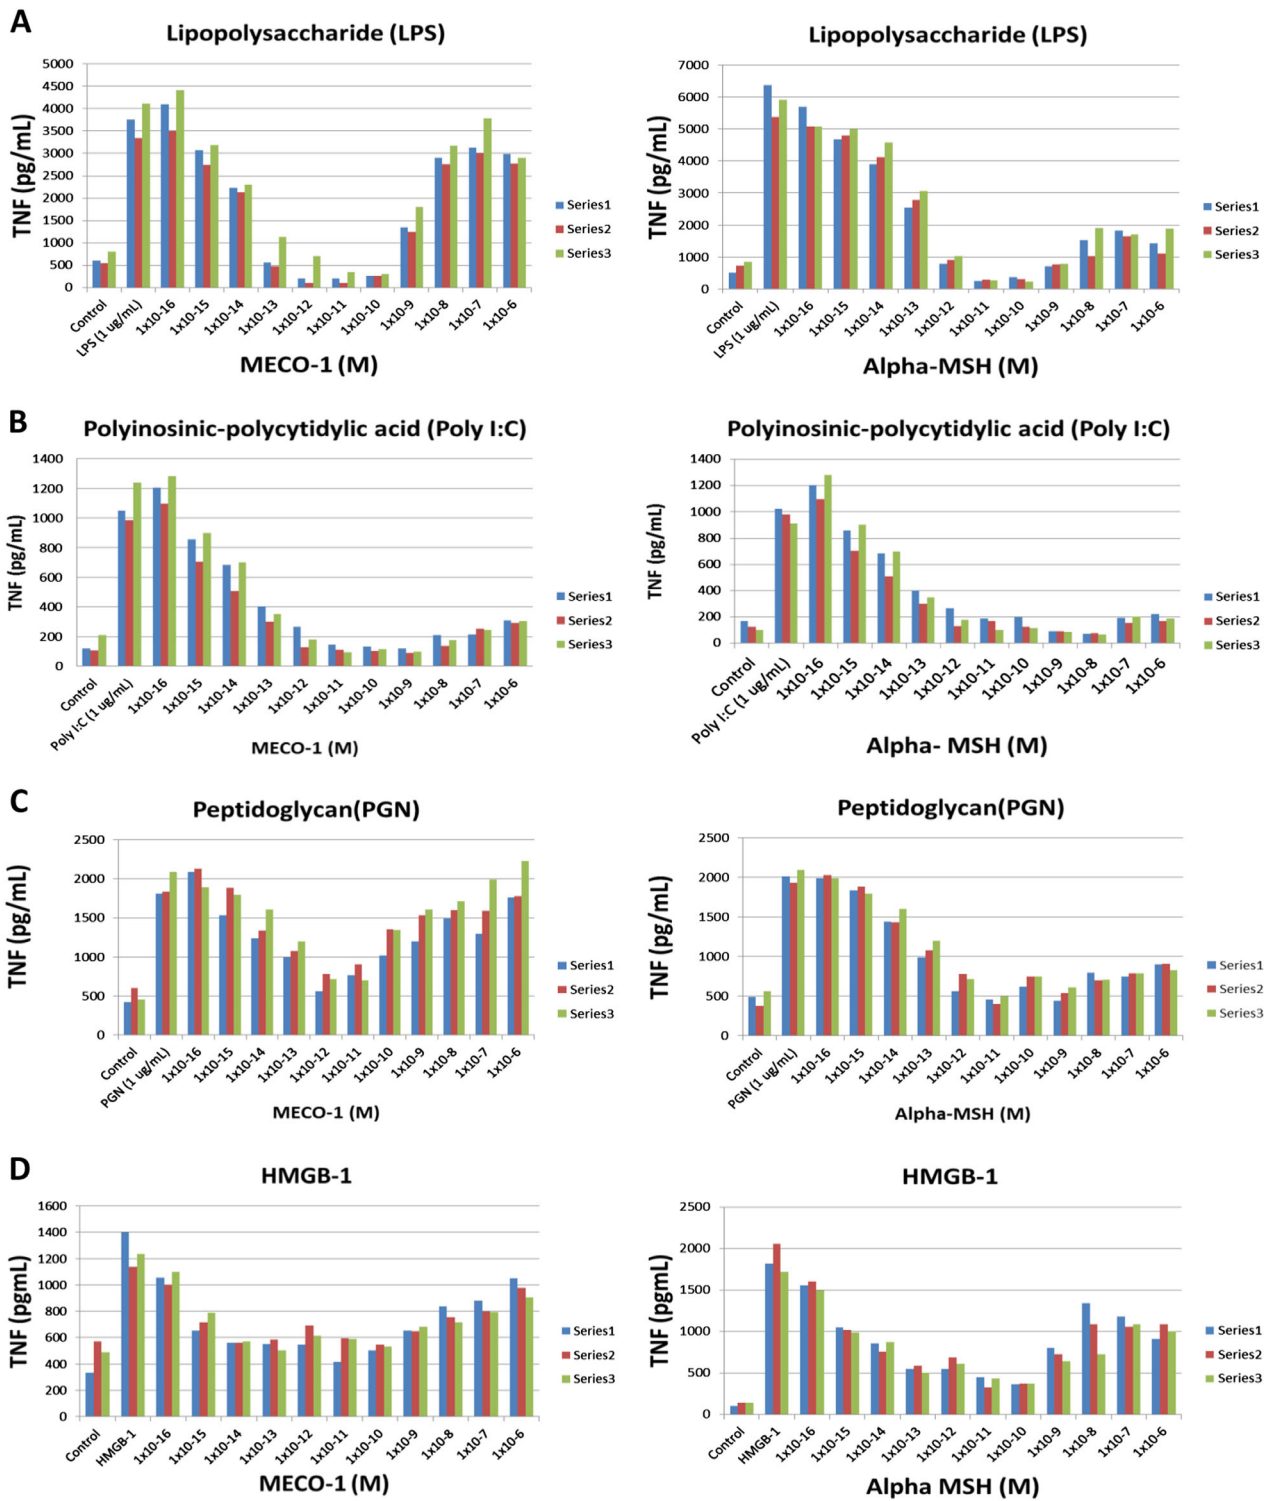 A
Lipopolysaccharide (LPS)
5000
4500
4000
3500
3000
2500
2000
1500
1000
500
0
TNF (pg/mL)
Control
LPS (1 ug/mL)
1x10-16
1x10-15
1x10-14
1x10-13
1x10-12
1x10-11
1x10-10
1x10-9
1x10-8
1x10-7
1x10-6
MECO-1 (M)
Series1
Series2
Series3
Lipopolysaccharide (LPS)
7000
6000
5000
4000
3000
2000
1000
0
TNF (pg/mL)
Control
LPS (1 ug/mL)
1x10-16
1x10-15
1x10-14
1x10-13
1x10-12
1x10-11
1x10-10
1x10-9
1x10-8
1x10-7
1x10-6
Alpha-MSH (M)
Series1
Series2
Series3
B
Polyinosinic-polycytidylic acid (Poly I:C)
1400
1200
1000
800
600
400
200
0
TNF (pg/mL)
Control
Poly I:C (1 ug/mL)
1x10-16
1x10-15
1x10-14
1x10-13
1x10-12
1x10-11
1x10-10
1x10-9
1x10-8
1x10-7
1x10-6
MECO-1 (M)
Series1
Series2
Series3
Polyinosinic-polycytidylic acid (Poly I:C)
1400
1200
1000
800
600
400
200
0
TNF (pg/mL)
Control
Poly I:C (1 ug/mL)
1x10-16
1x10-15
1x10-14
1x10-13
1x10-12
1x10-11
1x10-10
1x10-9
1x10-8
1x10-7
1x10-6
Alpha- MSH (M)
Series1
Series2
Series3
C
Peptidoglycan(PGN)
2500
2000
1500
1000
500
0
TNF (pg/mL)
Control
PGN (1 ug/mL)
1x10-16
1x10-15
1x10-14
1x10-13
1x10-12
1x10-11
1x10-10
1x10-9
1x10-8
1x10-7
1x10-6
MECO-1 (M)
Series1
Series2
Series3
Peptidoglycan(PGN)
2500
2000
1500
1000
500
0
TNF (pg/mL)
Control
PGN (1 ug/mL)
1x10-16
1x10-15
1x10-14
1x10-13
1x10-12
1x10-11
1x10-10
1x10-9
1x10-8
1x10-7
1x10-6
Alpha-MSH (M)
Series1
Series2
Series3
D
HMGB-1
1600
1400
1200
1000
800
600
400
200
0
TNF (pgmL)
Control
HMGB-1
1x10-16
1x10-15
1x10-14
1x10-13
1x10-12
1x10-11
1x10-10
1x10-9
1x10-8
1x10-7
1x10-6
MECO-1 (M)
Series1
Series2
Series3
HMGB-1
2500
2000
1500
1000
500
0
TNF (pgmL)
Control
HMGB-1
1x10-16
1x10-15
1x10-14
1x10-13
1x10-12
1x10-11
1x10-10
1x10-9
1x10-8
1x10-7
1x10-6
Alpha MSH (M)
Series1
Series2
Series3